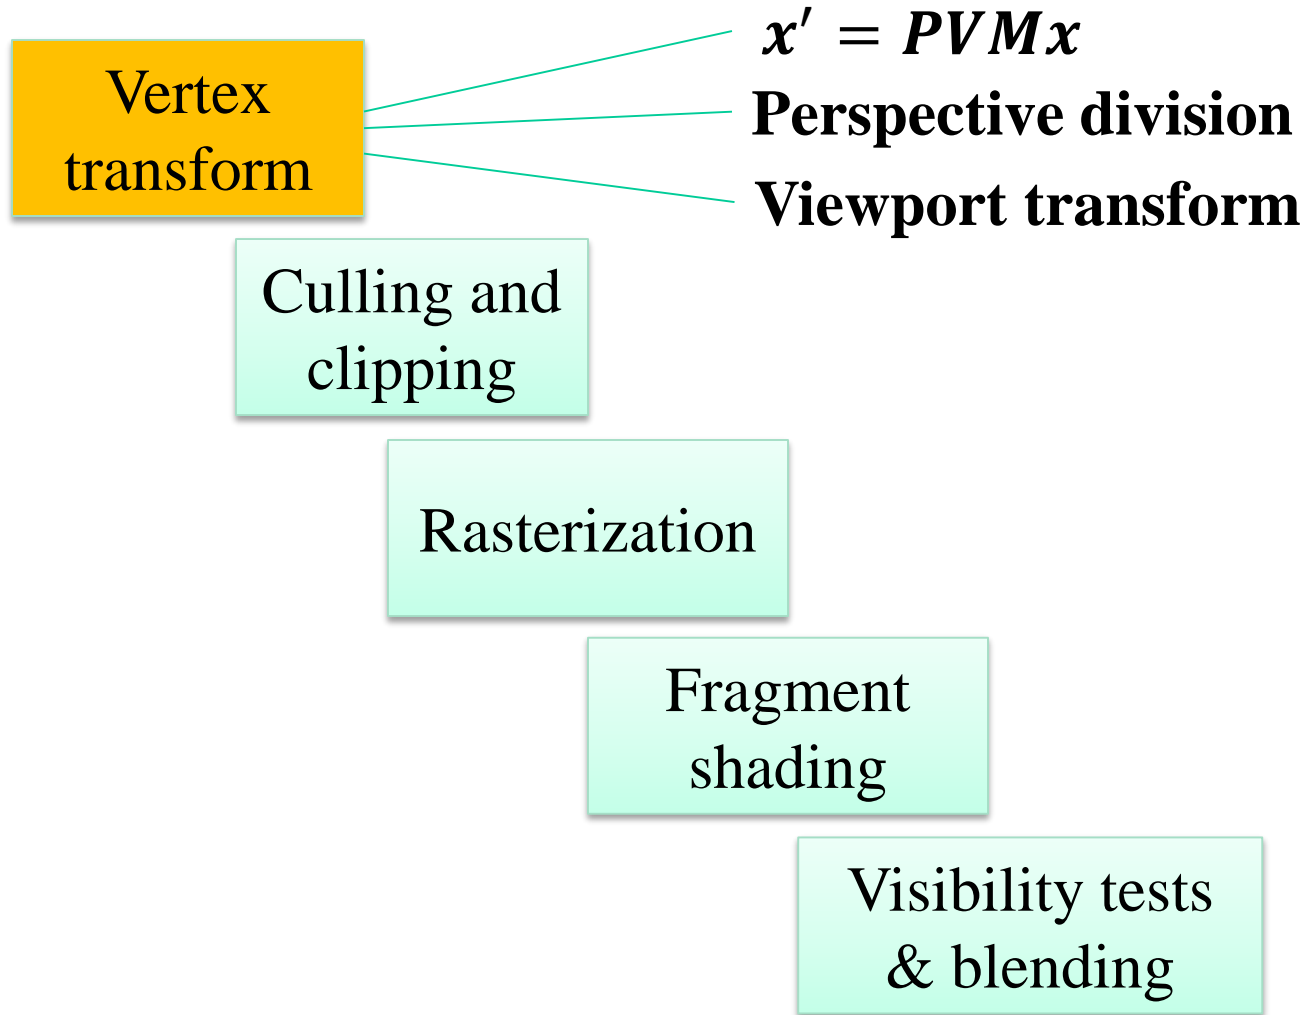 x′ = PVMx
Vertex
transform
Perspective division
Viewport transform
Culling and
clipping
Rasterization
Fragment
shading
Visibility tests
& blending